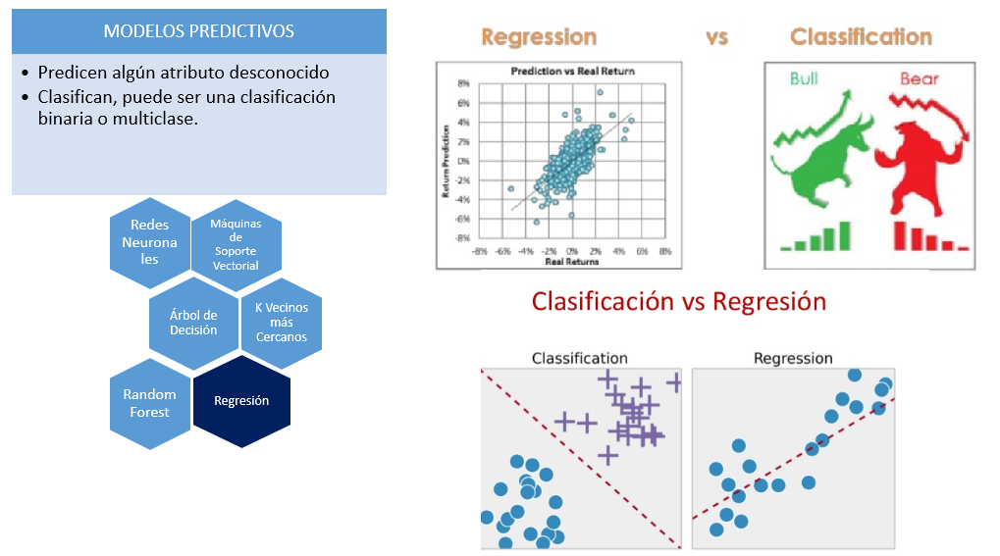 MODELOS PREDICTIVOS
• Predicen algún atributo desconocido
• Clasifican, puede ser una clasificación
binaria o multiclase.
Redes
Neurona
les
Máquinas
de
Soporte
Vectorial
Árbol de
Decisión
K Vecinos
más
Cercanos
Random
Forest
Regresión
Regression vs Classification
Prediction vs Real Return
Return Prediction
8%
6%
4%
2%
0%
-2%
-4%
-6%
-8%
-8% -6% -4% -2% 0% 2% 4% 6% 8%
Real Returns
Bull Bear
Clasificación vs Regresión
Classification
Regression